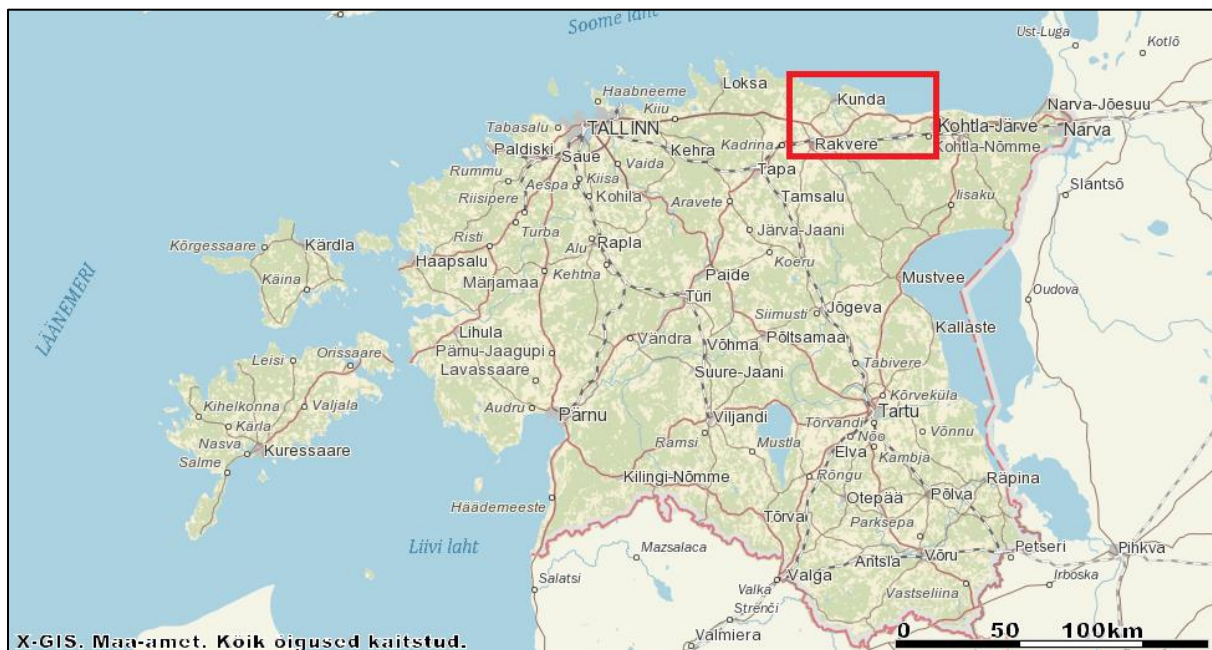 Soome laht
Ust-Luga
Kotlõ
Loksa
Haabneeme
Kunda
Kiiu
Narva-Jõesuu
Tabasalu
TALLINN
Kohtla-Järve
Narva
Paldiski
Saue
Kehra
Kadrina
Rakvere
Kohtla-Nõmme
Vaida
Rummu
Kiisa
Tapa
Aespa
Slantsõ
Riisipere
Kohila
Aravete
Tamsalu
Iisaku
Turba
Järva-Jaani
Kõrgessaare
Kärdla
Risti
Alu
Rapla
Haapsalu
Koeru
Käina
Kehtna
Paide
Mustvee
Märjamaa
LÄÄNEMERI
Türi
Oudova
Jõgeva
Siimusti
Kallaste
Lihula
Vändra
Võhma
Põltsamaa
Pärnu-Jaagupi
Orissaare
Leisi
Lavassaare
Suure-Jaani
Tabivere
Kõrveküla
Kihelkonna
Valjala
Audru
Pärnu
Viljandi
Tartu
Kärla
Tõrvandi
Nõo
Võnnu
Nasva
Ramsi
Mustla
Kuressaare
Elva
Kambja
Salme
Kilingi-Nõmme
Rõngu
Räpina
Otepää
Põlva
Häädemeeste
Tõrva
Parksepa
Liivi laht
Mazsalaca
Antsla
Võru
Petseri
Pihkva
Salatsi
Valka
Valga
Irboska
Vastseliina
Strenči
Valmiera
X-GIS. Maa-amet. Kõik õigused kaitstud.
0 50 100km